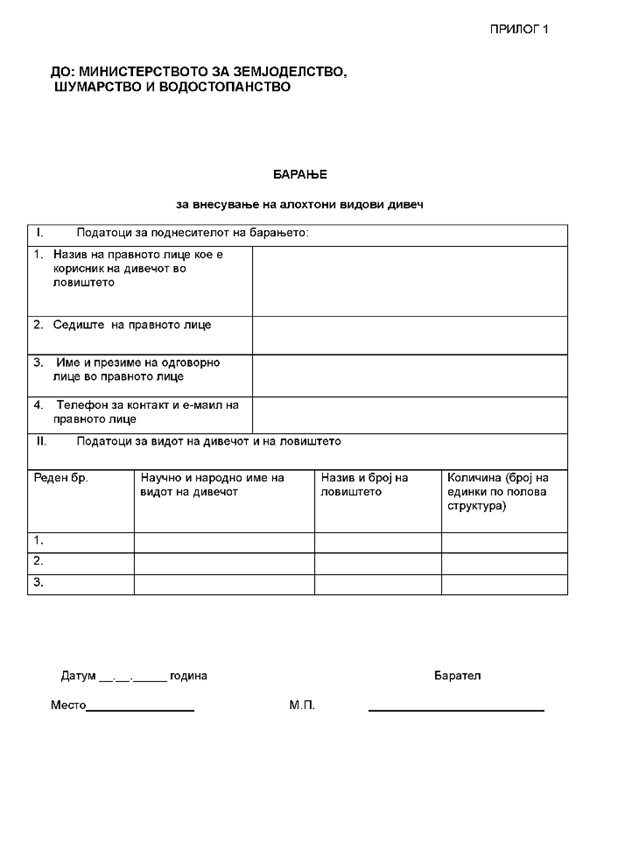 ПРИЛОГ 1
ДО: МИНИСТЕРСТВОТО ЗА ЗЕМЈОДЕЛСТВО,
ШУМАРСТВО И ВОДОСТОПАНСТВО
БАРАЊЕ
за внесување на алохтони видови дивеч
I. Податоци за поднесителот на барањето:
1. Назив на правното лице кое е
корисник на дивечот во
ловиштето
2. Седиште на правното лице
3. Име и презиме на одговорно
лице во правното лице
4. Телефон за контакт и е-маил на
правното лице
II. Податоци за видот на дивечот и на ловиштето
Реден бр.
Научно и народно име на
видот на дивечот
Назив и број на
ловиштето
Количина (број на
единки по полова
структура)
1.
2.
3.
Датум __.__._____ година
Барател
Место________________
М.П.
__________________________